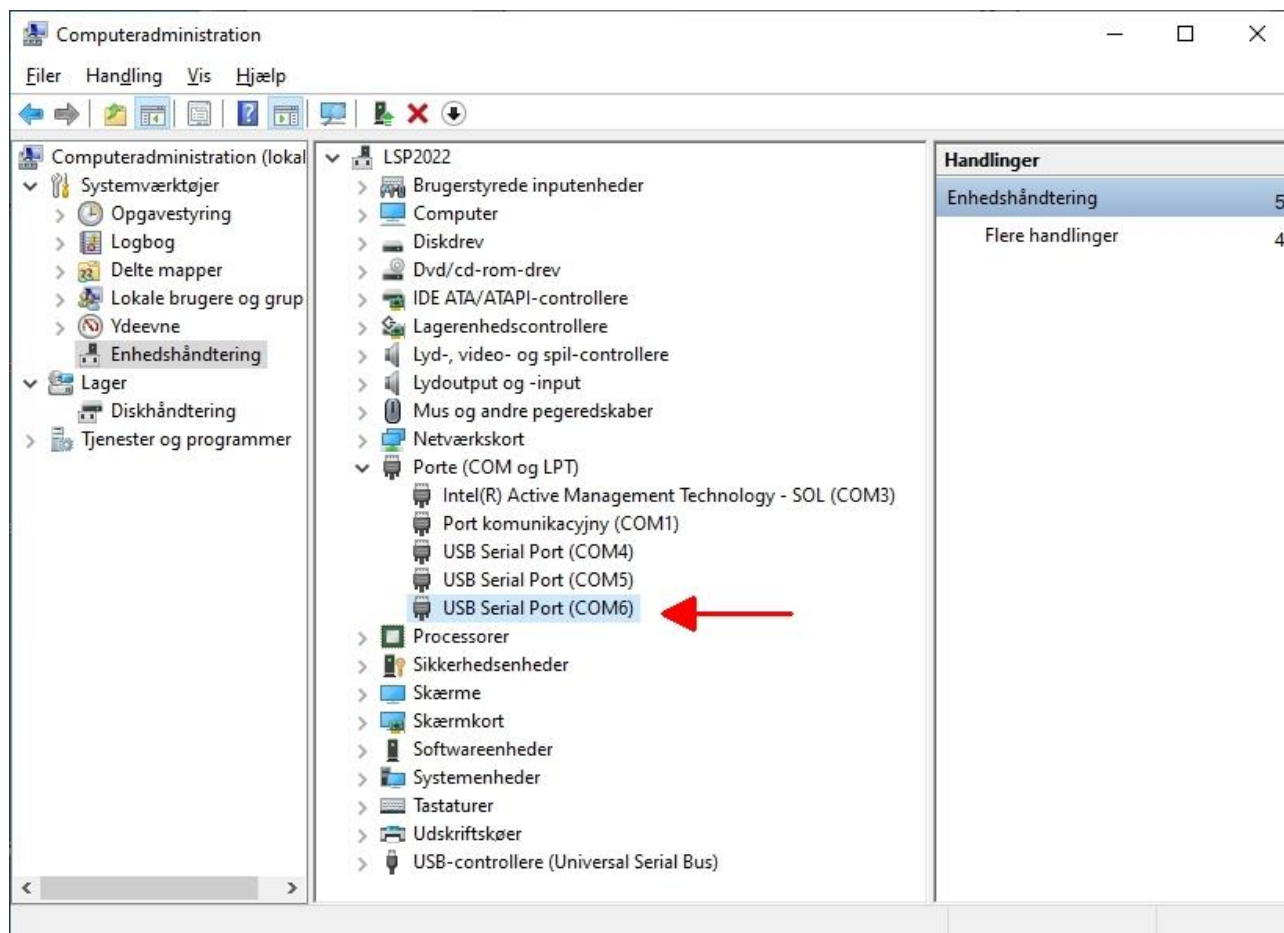 Computeradministration
Filer Handling Vis Hjælp
Computeradministration (lokal
Systemværktøjer
Opgavestyring
Logbog
Delte mapper
Lokale brugere og grup
Ydeevne
Enhedshåndtering
Lager
Diskhåndtering
Tjenester og programmer
LSP2022
Brugerstyrede inputenheder
Computer
Diskdrev
Dvd/cd-rom-drev
IDE ATA/ATAPI-controllere
Lagerenhedscontrollere
Lyd-, video- og spil-controllere
Lydoutput og -input
Mus og andre pegeredskaber
Netværkskort
Porte (COM og LPT)
Intel(R) Active Management Technology - SOL (COM3)
Port komunikacyjny (COM1)
USB Serial Port (COM4)
USB Serial Port (COM5)
USB Serial Port (COM6)
Processorer
Sikkerhedsenheder
Skærme
Skærmkort
Softwareenheder
Systemenheder
Tastaturer
Udskriftskøer
USB-controllere (Universal Serial Bus)
Handlinger
Enhedshåndtering 5
Flere handlinger 4